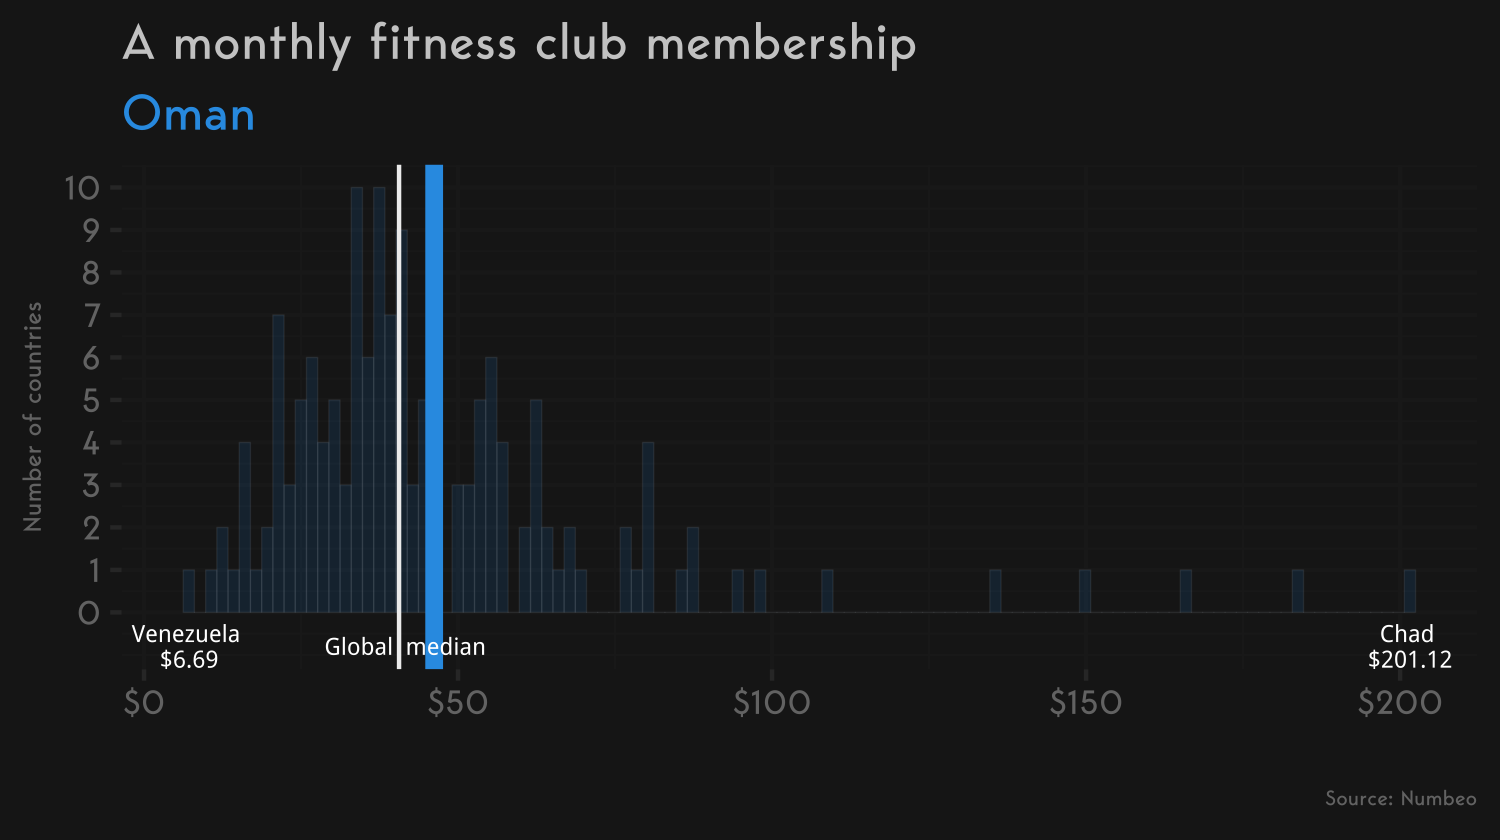 A monthly fitness club membership
Oman
Number of countries
10
9
8
7
6
5
4
3
2
1
0
Venezuela
$6.69
Global median
Chad
$201.12
$0
$50
$100
$150
$200
Source: Numbeo